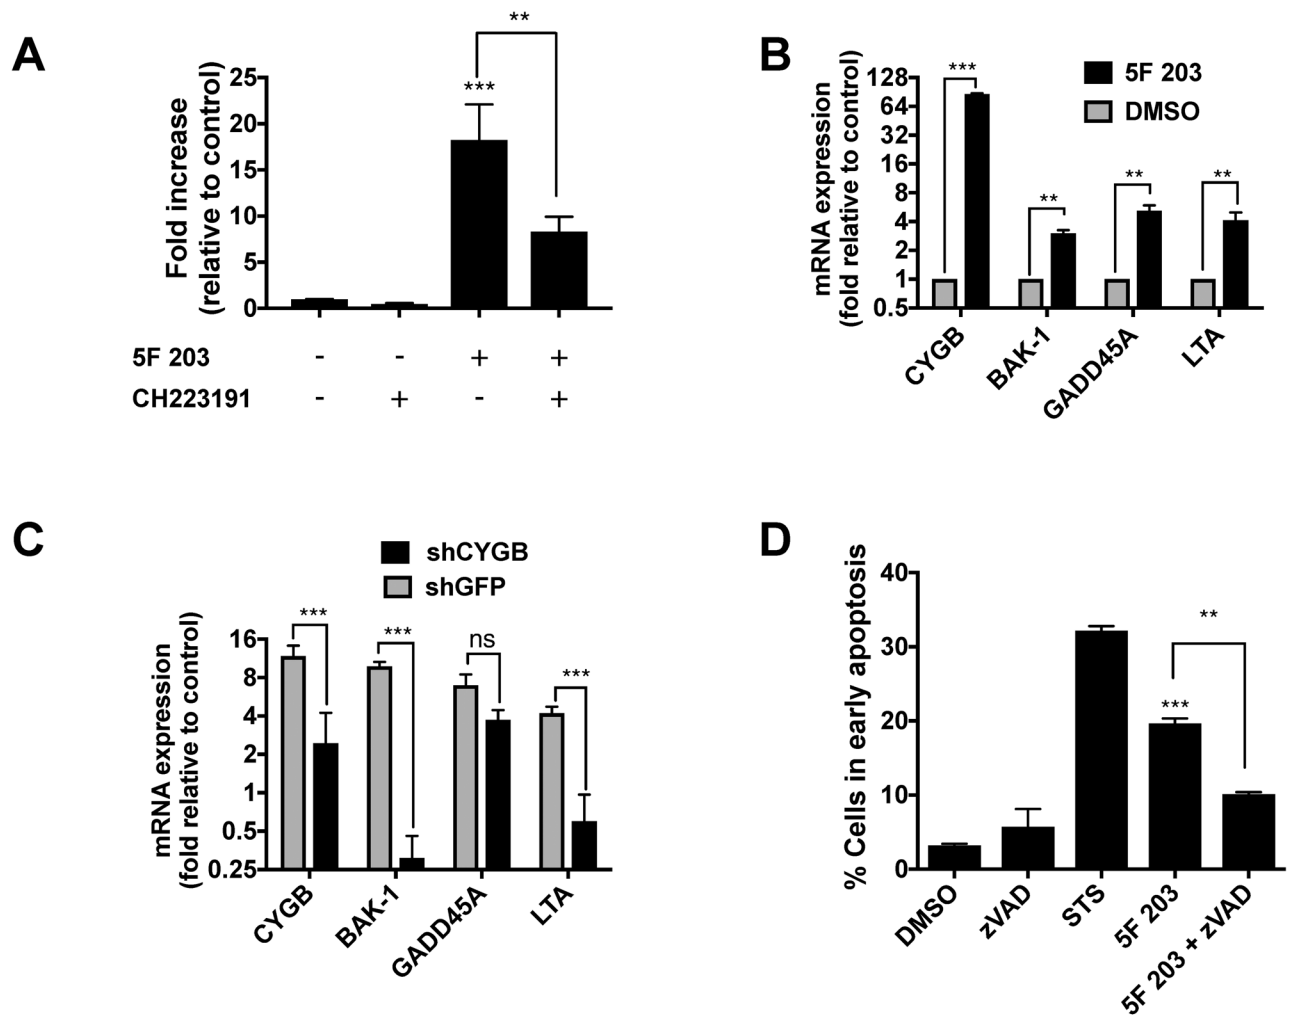 A
**
***
25
20
15
10
5
0
Fold increase
(relative to control)
5F 203 - - + +
CH223191 - + - +
B
5F 203
DMSO
128
64
32
16
8
4
2
1
0.5
mRNA expression
(fold relative to control)
***
**
**
**
CYGB
BAK-1
GADD45A
LTA
C
shCYGB
shGFP
16
8
4
2
1
0.5
0.25
mRNA expression
(fold relative to control)
***
***
ns
***
CYGB
BAK-1
GADD45A
LTA
D
40
30
20
10
0
% Cells in early apoptosis
**
***
DMSO
zVAD
STS
5F 203
5F 203 + zVAD